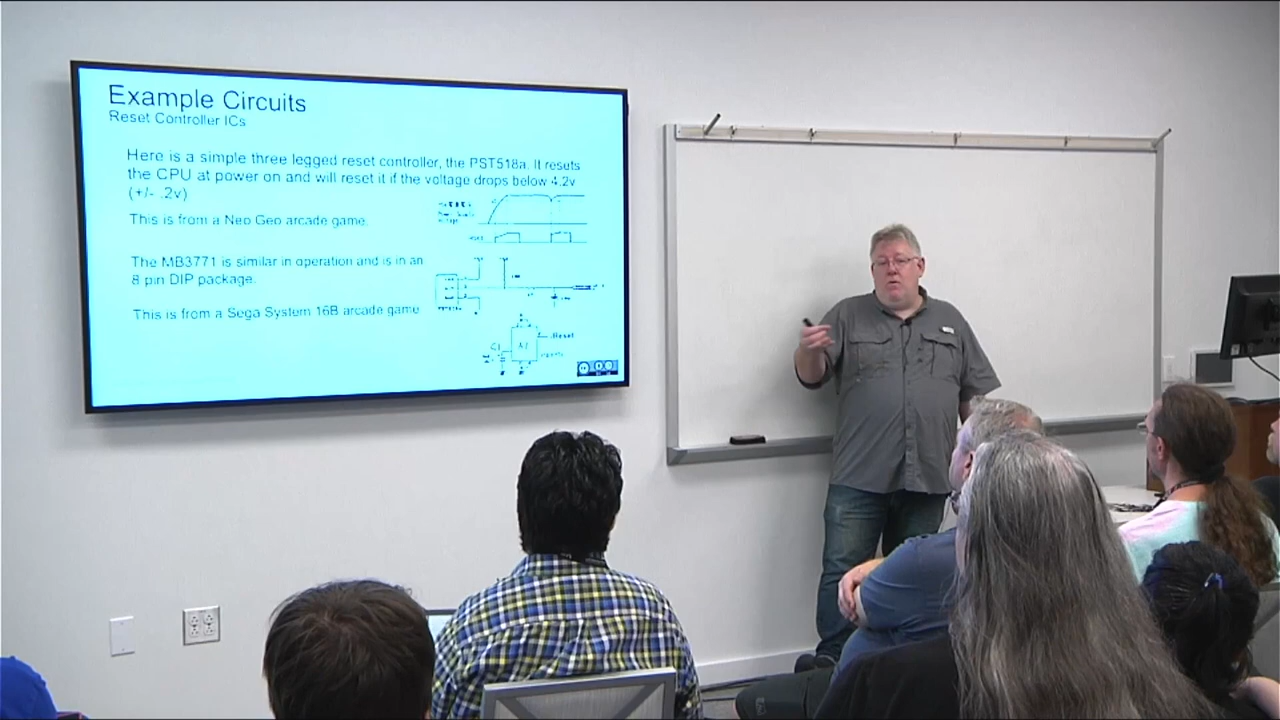 Example Circuits
Reset Controller ICs
Here is a simple three legged reset controller, the PST518a. It resets
the CPU at power on and will reset it if the voltage drops below 4.2v
(+/- .2v)
This is from a Neo Geo arcade game.
The MB3771 is similar in operation and is in an
8 pin DIP package.
This is from a Sega System 16B arcade game
Reset